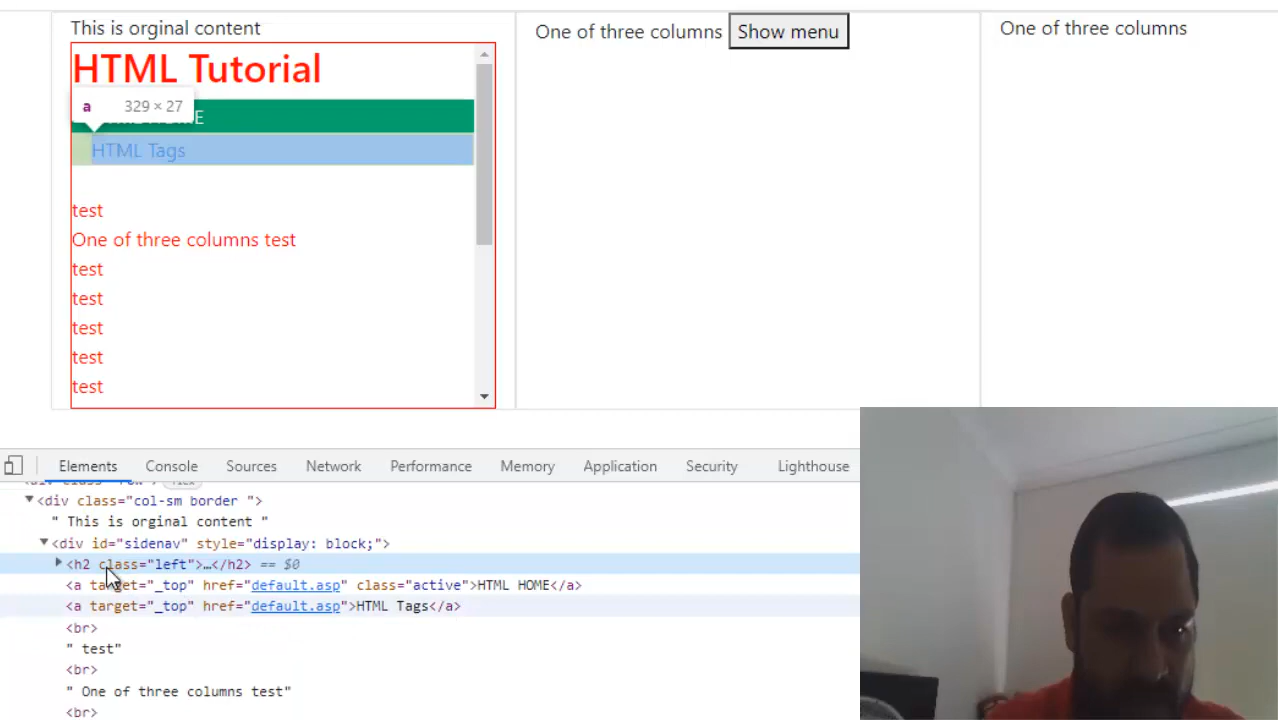 This is orginal content
One of three columns Show menu
One of three columns
HTML Tutorial
a 329 × 27
HTML Tags
test
One of three columns test
test
test
test
test
test
Elements Console Sources Network Performance Memory Application Security Lighthouse
<div class="col-sm border ">
" This is orginal content "
<div id="sidenav" style="display: block;">
<h2 class="left">…</h2> == $0
<a target="_top" href="default.asp" class="active">HTML HOME</a>
<a target="_top" href="default.asp">HTML Tags</a>
<br>
" test"
<br>
" One of three columns test"
<br>